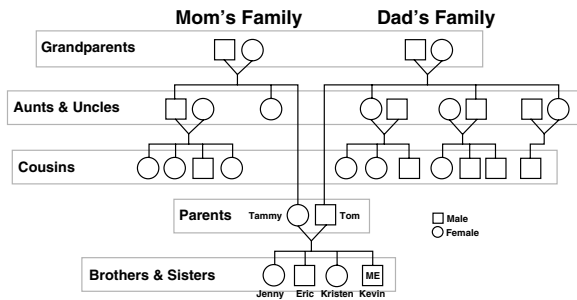 Mom's Family
Dad's Family
Grandparents
Aunts & Uncles
Cousins
Parents
Tammy
Tom
Male
Female
Brothers & Sisters
ME
Jenny
Eric
Kristen
Kevin